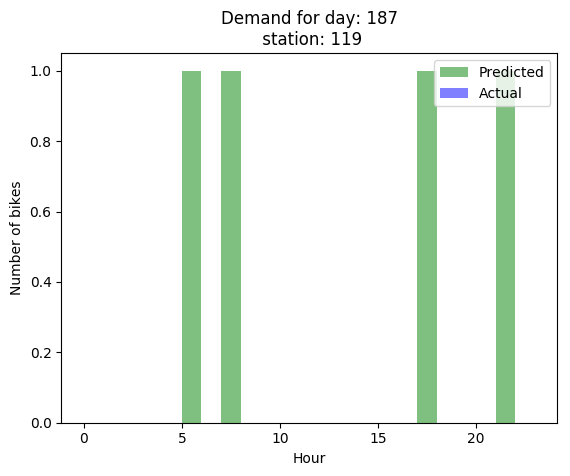 Demand for day: 187
station: 119
Predicted
Actual
Number of bikes
1.0
0.8
0.6
0.4
0.2
0.0
0
5
10
15
20
Hour